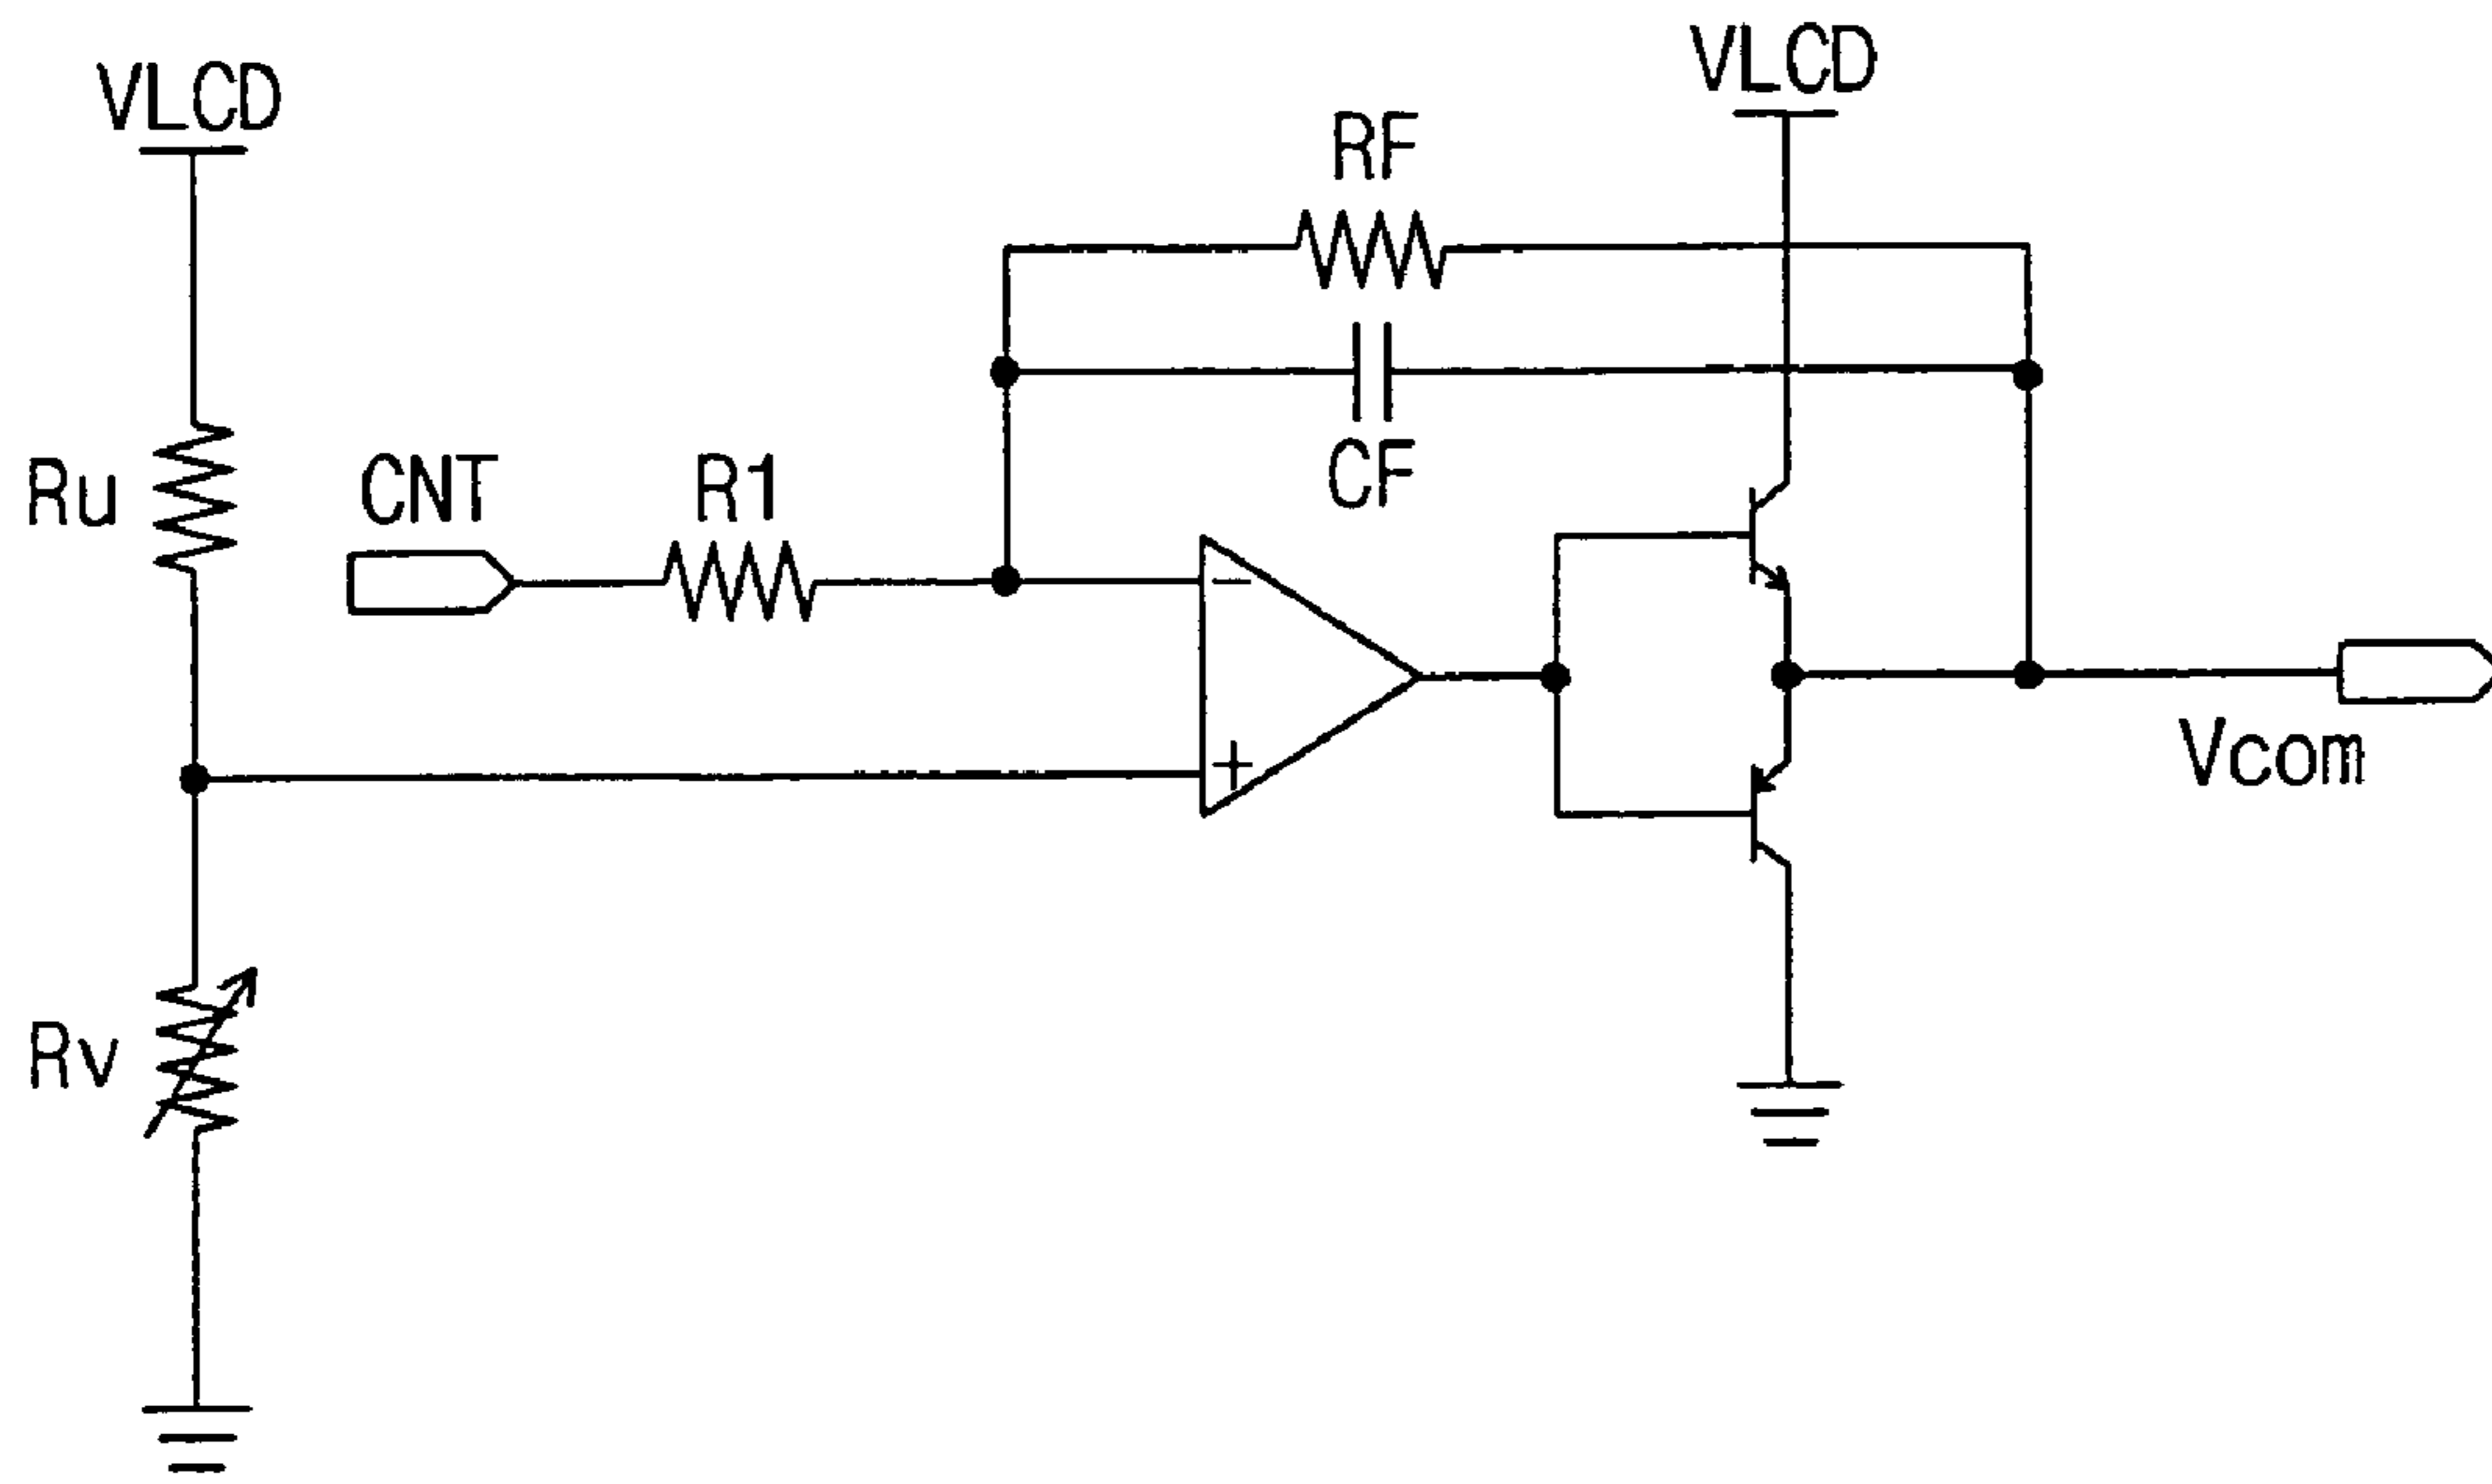 VLCD
VLCD
RF
CF
Ru
CNT
R1
−
+
Vcom
Rv